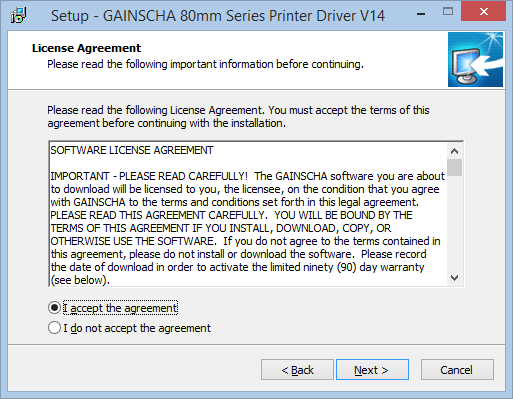 Setup - GAINSCHA 80mm Series Printer Driver V14
License Agreement
Please read the following important information before continuing.
Please read the following License Agreement. You must accept the terms of this
agreement before continuing with the installation.
SOFTWARE LICENSE AGREEMENT
IMPORTANT - PLEASE READ CAREFULLY!  The GAINSCHA software you are about
to download will be licensed to you, the licensee, on the condition that you agree
with GAINSCHA to the terms and conditions set forth in this legal agreement.
PLEASE READ THIS AGREEMENT CAREFULLY.  YOU WILL BE BOUND BY THE
TERMS OF THIS AGREEMENT IF YOU INSTALL, DOWNLOAD, COPY, OR
OTHERWISE USE THE SOFTWARE.  If you do not agree to the terms contained in
this agreement, please do not install or download the software.  Please record
the date of download in order to activate the limited ninety (90) day warranty
(see below).
I accept the agreement
I do not accept the agreement
< Back
Next >
Cancel